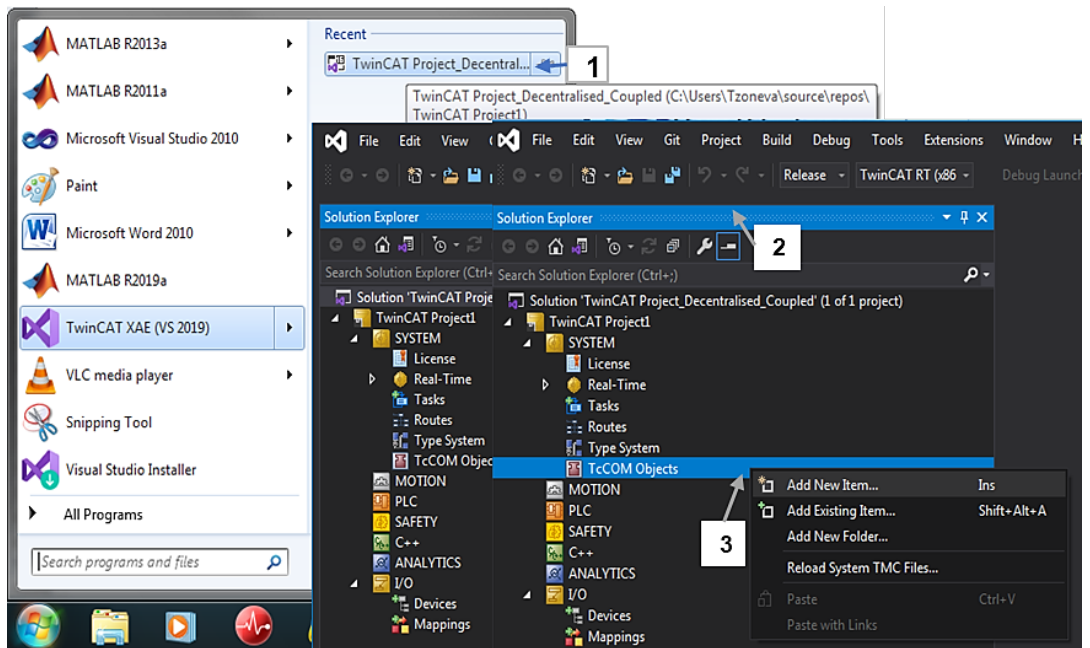 MATLAB R2013a
MATLAB R2011a
Microsoft Visual Studio 2010
Paint
Microsoft Word 2010
MATLAB R2019a
TwinCAT XAE (VS 2019)
VLC media player
Snipping Tool
Visual Studio Installer
All Programs
Search programs and files
Recent
TwinCAT Project_Decentral...
1
TwinCAT Project_Decentralised_Coupled (C:\Users\Tzoneva\source\repos\
TwinCAT Project1)
File Edit View
Solution Explorer
Search Solution Explorer (Ctrl+
Solution 'TwinCAT Proje
TwinCAT Project1
SYSTEM
License
Real-Time
Tasks
Routes
Type System
TcCOM Objec
MOTION
PLC
SAFETY
C++
ANALYTICS
I/O
Devices
Mappings
File Edit View Git Project Build Debug Tools Extensions Window H
Release TwinCAT RT (x86 Debug Launch
Solution Explorer
2
Search Solution Explorer (Ctrl+;)
Solution 'TwinCAT Project_Decentralised_Coupled' (1 of 1 project)
TwinCAT Project1
SYSTEM
License
Real-Time
Tasks
Routes
Type System
TcCOM Objects
MOTION
PLC
SAFETY
C++
ANALYTICS
I/O
Devices
Mappings
3
Add New Item... Ins
Add Existing Item... Shift+Alt+A
Add New Folder...
Reload System TMC Files...
Paste Ctrl+V
Paste with Links